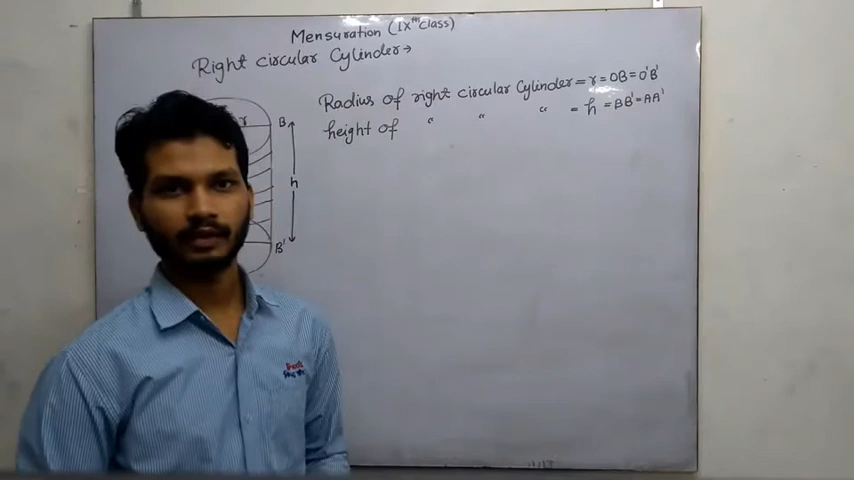 Mensuration (IXth class)
Right circular Cylinder→
Radius of right circular Cylinder = r = OB = O'B'
height of " " " = h = BB' = AA'
r
B
h
B'